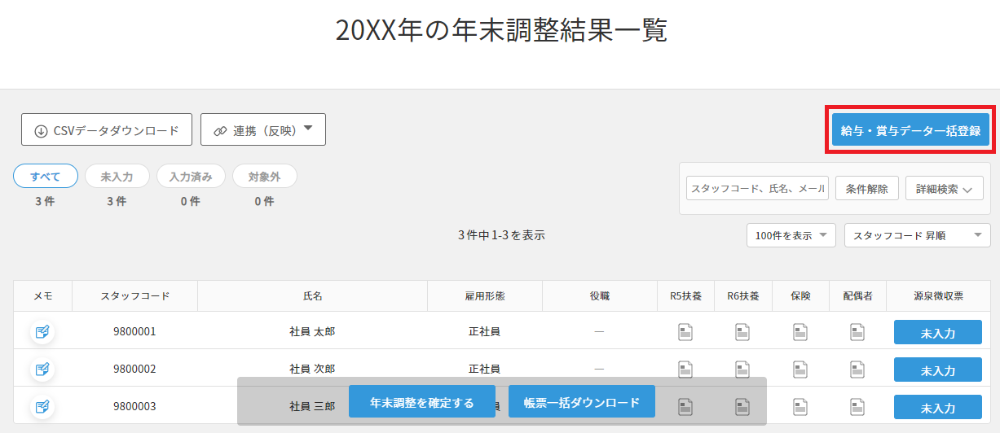 20XX年の年末調整結果一覧
CSVデータダウンロード 連携（反映） 給与・賞与データ一括登録
すべて 未入力 入力済み 対象外
3 件 3 件 0 件 0 件
スタッフコード、氏名、メール 条件解除 詳細検索
3 件中 1-3 を表示
100件を表示 スタッフコード 昇順
メモ スタッフコード 氏名 雇用形態 役職 R5扶養 R6扶養 保険 配偶者 源泉徴収票
9800001 社員 太郎 正社員 — 未入力
9800002 社員 次郎 正社員 — 未入力
9800003 社員 三郎 未入力
年末調整を確定する 帳票一括ダウンロード